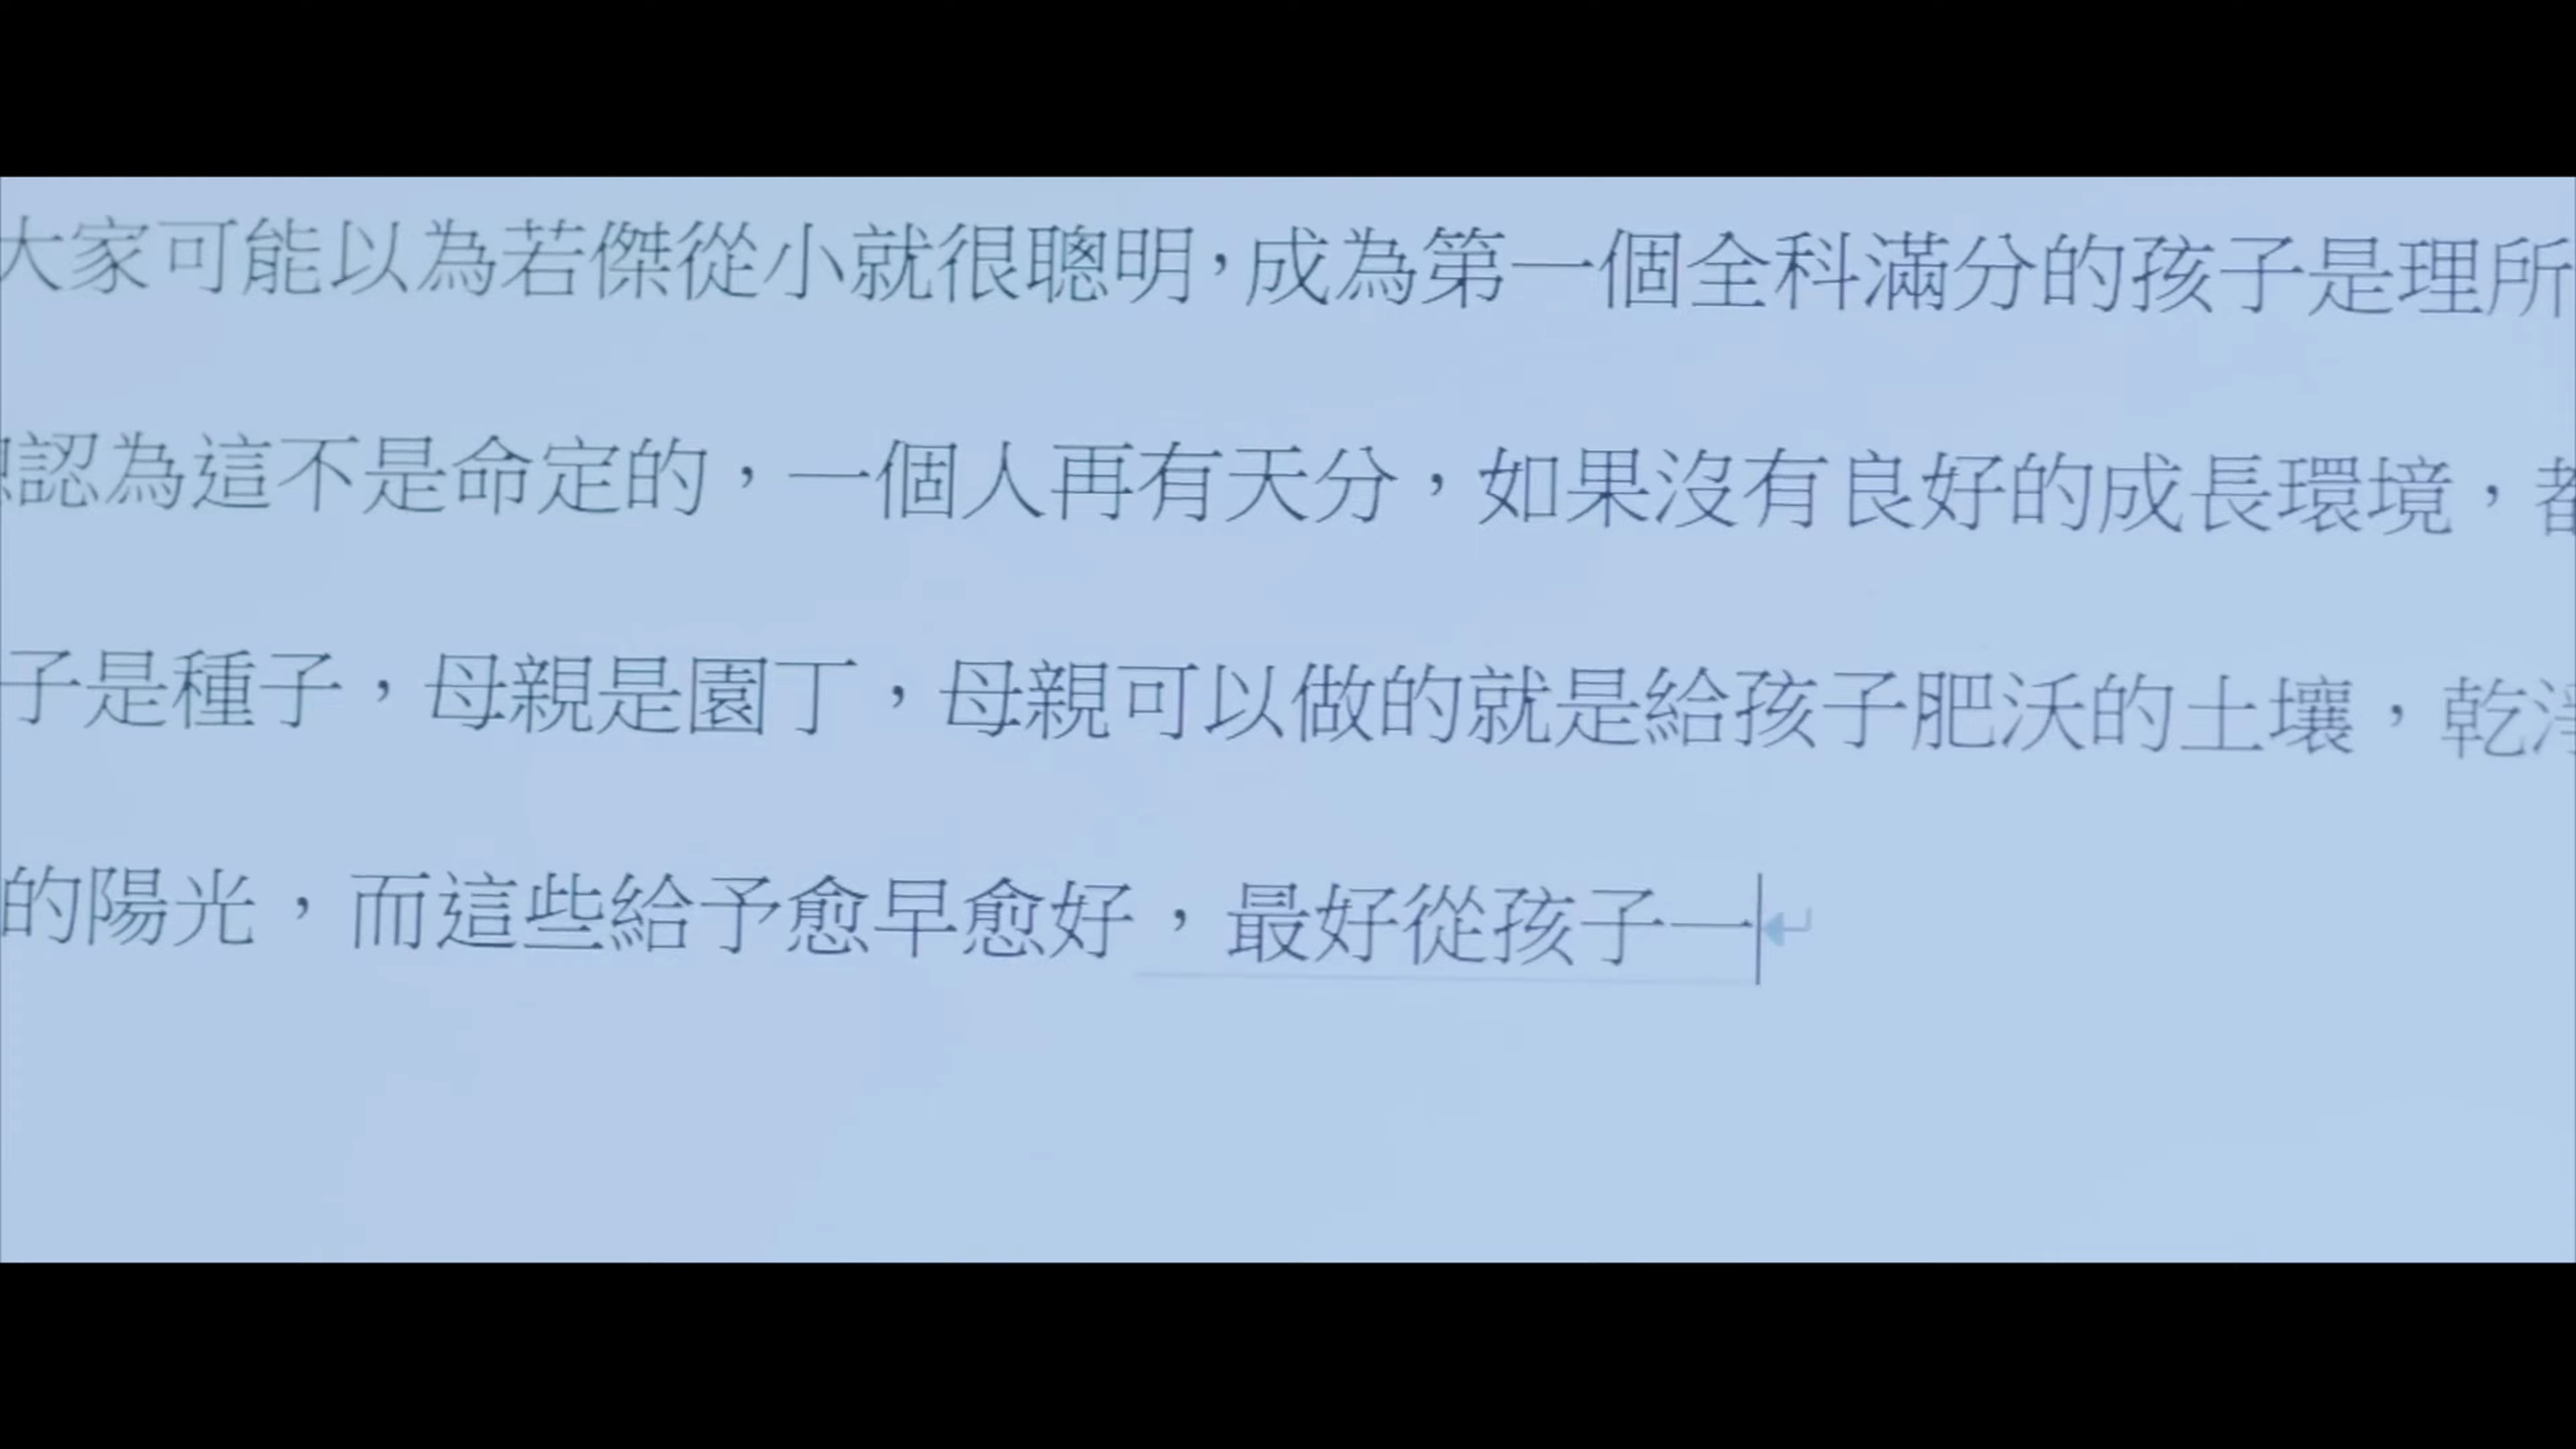 大家可能以為若傑從小就很聰明，成為第一個全科滿分的孩子是理所
認為這不是命定的，一個人再有天分，如果沒有良好的成長環境，都
子是種子，母親是園丁，母親可以做的就是給孩子肥沃的土壤，乾淨
的陽光，而這些給予愈早愈好，最好從孩子一